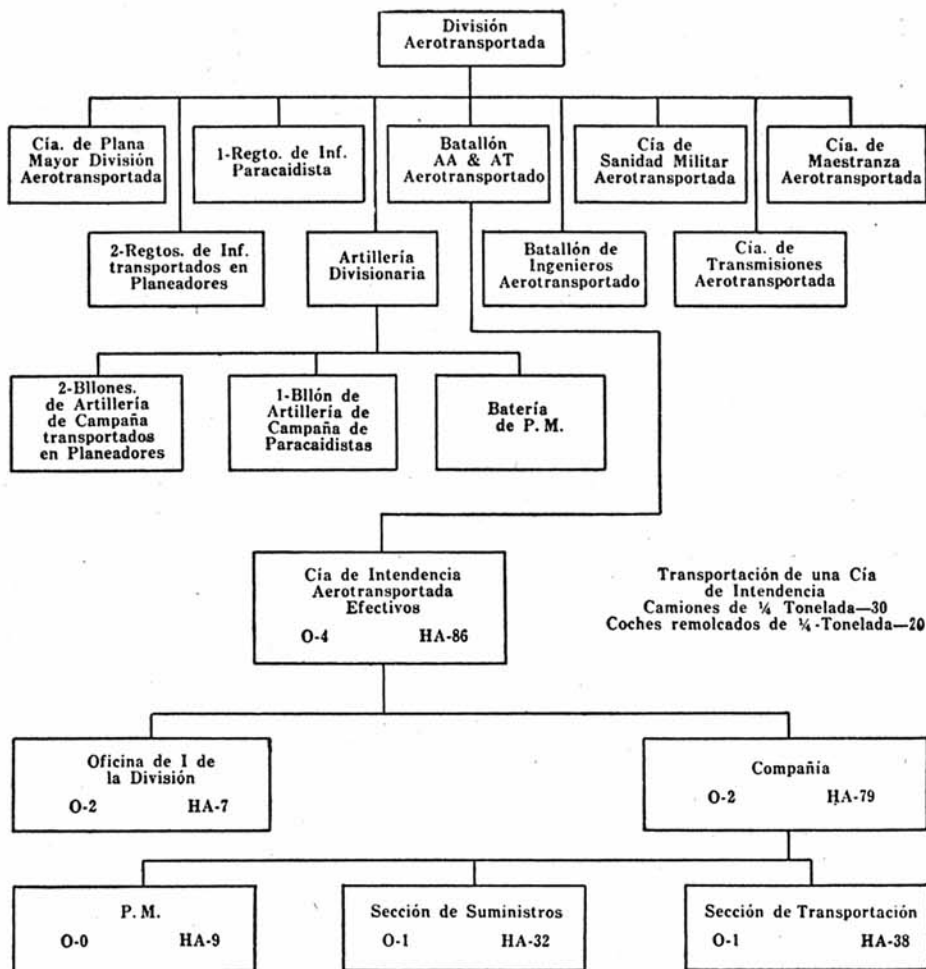 División
Aerotransportada
Cía. de Plana
Mayor División
Aerotransportada
1-Regto. de Inf.
Paracaidista
Batallón
AA & AT
Aerotransportado
Cía de
Sanidad Militar
Aerotransportada
Cía. de
Maestranza
Aerotransportada
2-Regtos. de Inf.
transportados en
Planeadores
Artillería
Divisionaria
Batallón de
Ingenieros
Aerotransportado
Cía. de
Transmisiones
Aerotransportada
2-Bllones.
de Artillería
de Campaña
transportados
en Planeadores
1-Bllón de
Artillería de
Campaña de
Paracaidistas
Batería
de P. M.
Cía de Intendencia
Aerotransportada
Efectivos
O-4 HA-86
Transportación de una Cía
de Intendencia
Camiones de ¼ Tonelada—30
Coches remolcados de ¼-Tonelada—20
Oficina de I de
la División
O-2 HA-7
Compañía
O-2 HA-79
P. M.
O-0 HA-9
Sección de Suministros
O-1 HA-32
Sección de Transportación
O-1 HA-38